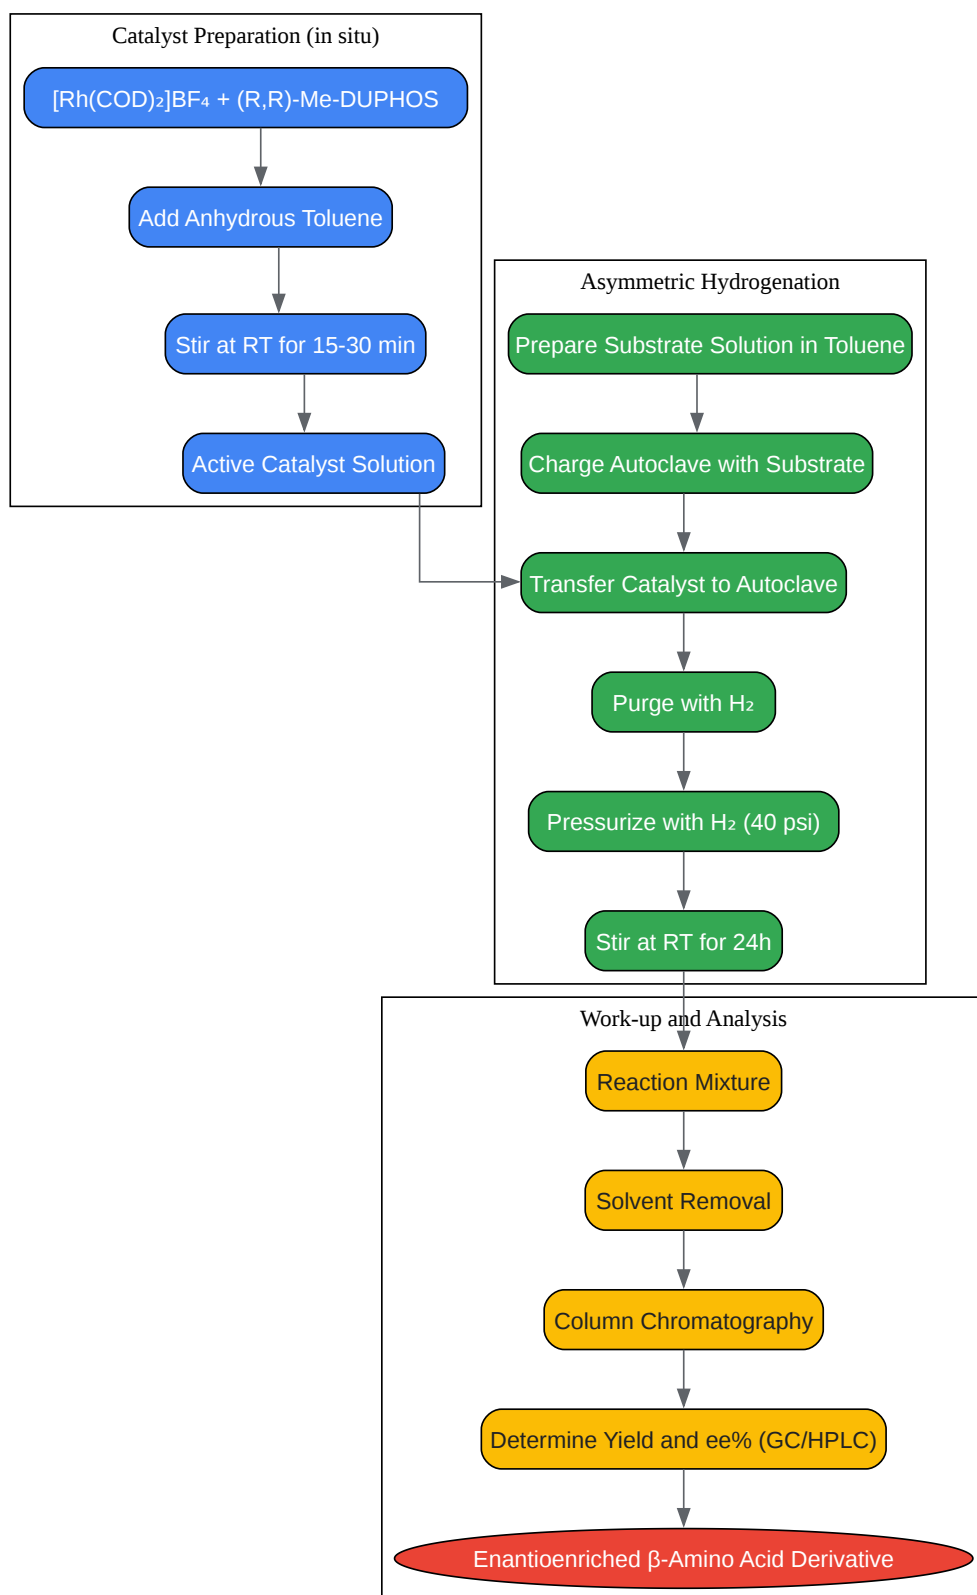 Catalyst Preparation (in situ)
[Rh(COD)₂]BF₄ + (R,R)-Me-DUPHOS
Add Anhydrous Toluene
Stir at RT for 15-30 min
Active Catalyst Solution
Asymmetric Hydrogenation
Prepare Substrate Solution in Toluene
Charge Autoclave with Substrate
Transfer Catalyst to Autoclave
Purge with H₂
Pressurize with H₂ (40 psi)
Stir at RT for 24h
Work-up and Analysis
Reaction Mixture
Solvent Removal
Column Chromatography
Determine Yield and ee% (GC/HPLC)
Enantioenriched β-Amino Acid Derivative